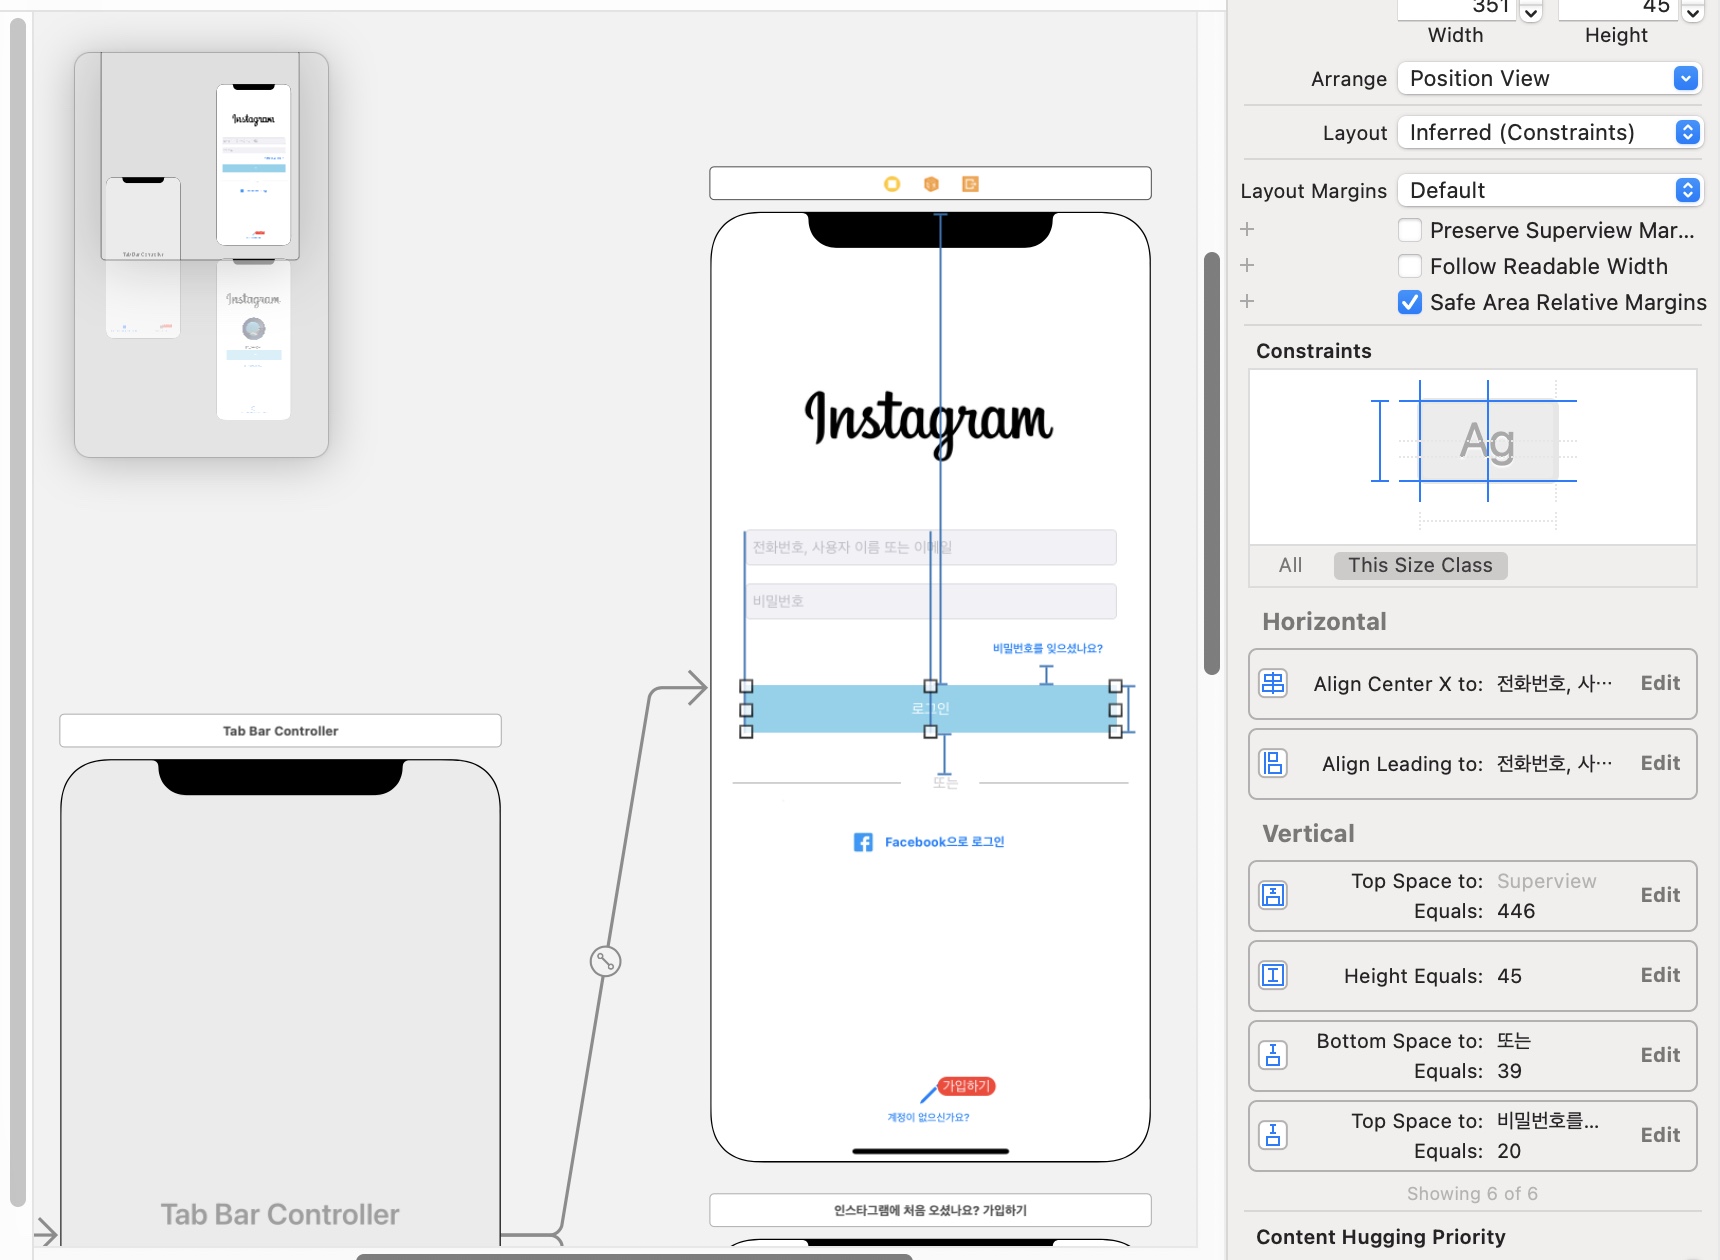 351
45
Width
Height
Arrange
Position View
Layout
Inferred (Constraints)
Layout Margins
Default
Preserve Superview Mar...
Follow Readable Width
Safe Area Relative Margins
Constraints
Ag
All
This Size Class
Horizontal
Align Center X to: 전화번호, 사…
Edit
Align Leading to: 전화번호, 사…
Edit
Vertical
Top Space to: Superview
Equals: 446
Edit
Height Equals: 45
Edit
Bottom Space to: 또는
Equals: 39
Edit
Top Space to: 비밀번호를...
Equals: 20
Edit
Showing 6 of 6
Content Hugging Priority
Instagram
Tab Bar Controller
Instagram
Instagram
전화번호, 사용자 이름 또는 이메일
비밀번호
비밀번호를 잊으셨나요?
로그인
또는
Facebook으로 로그인
가입하기
계정이 없으신가요?
인스타그램에 처음 오셨나요? 가입하기
Tab Bar Controller
Tab Bar Controller